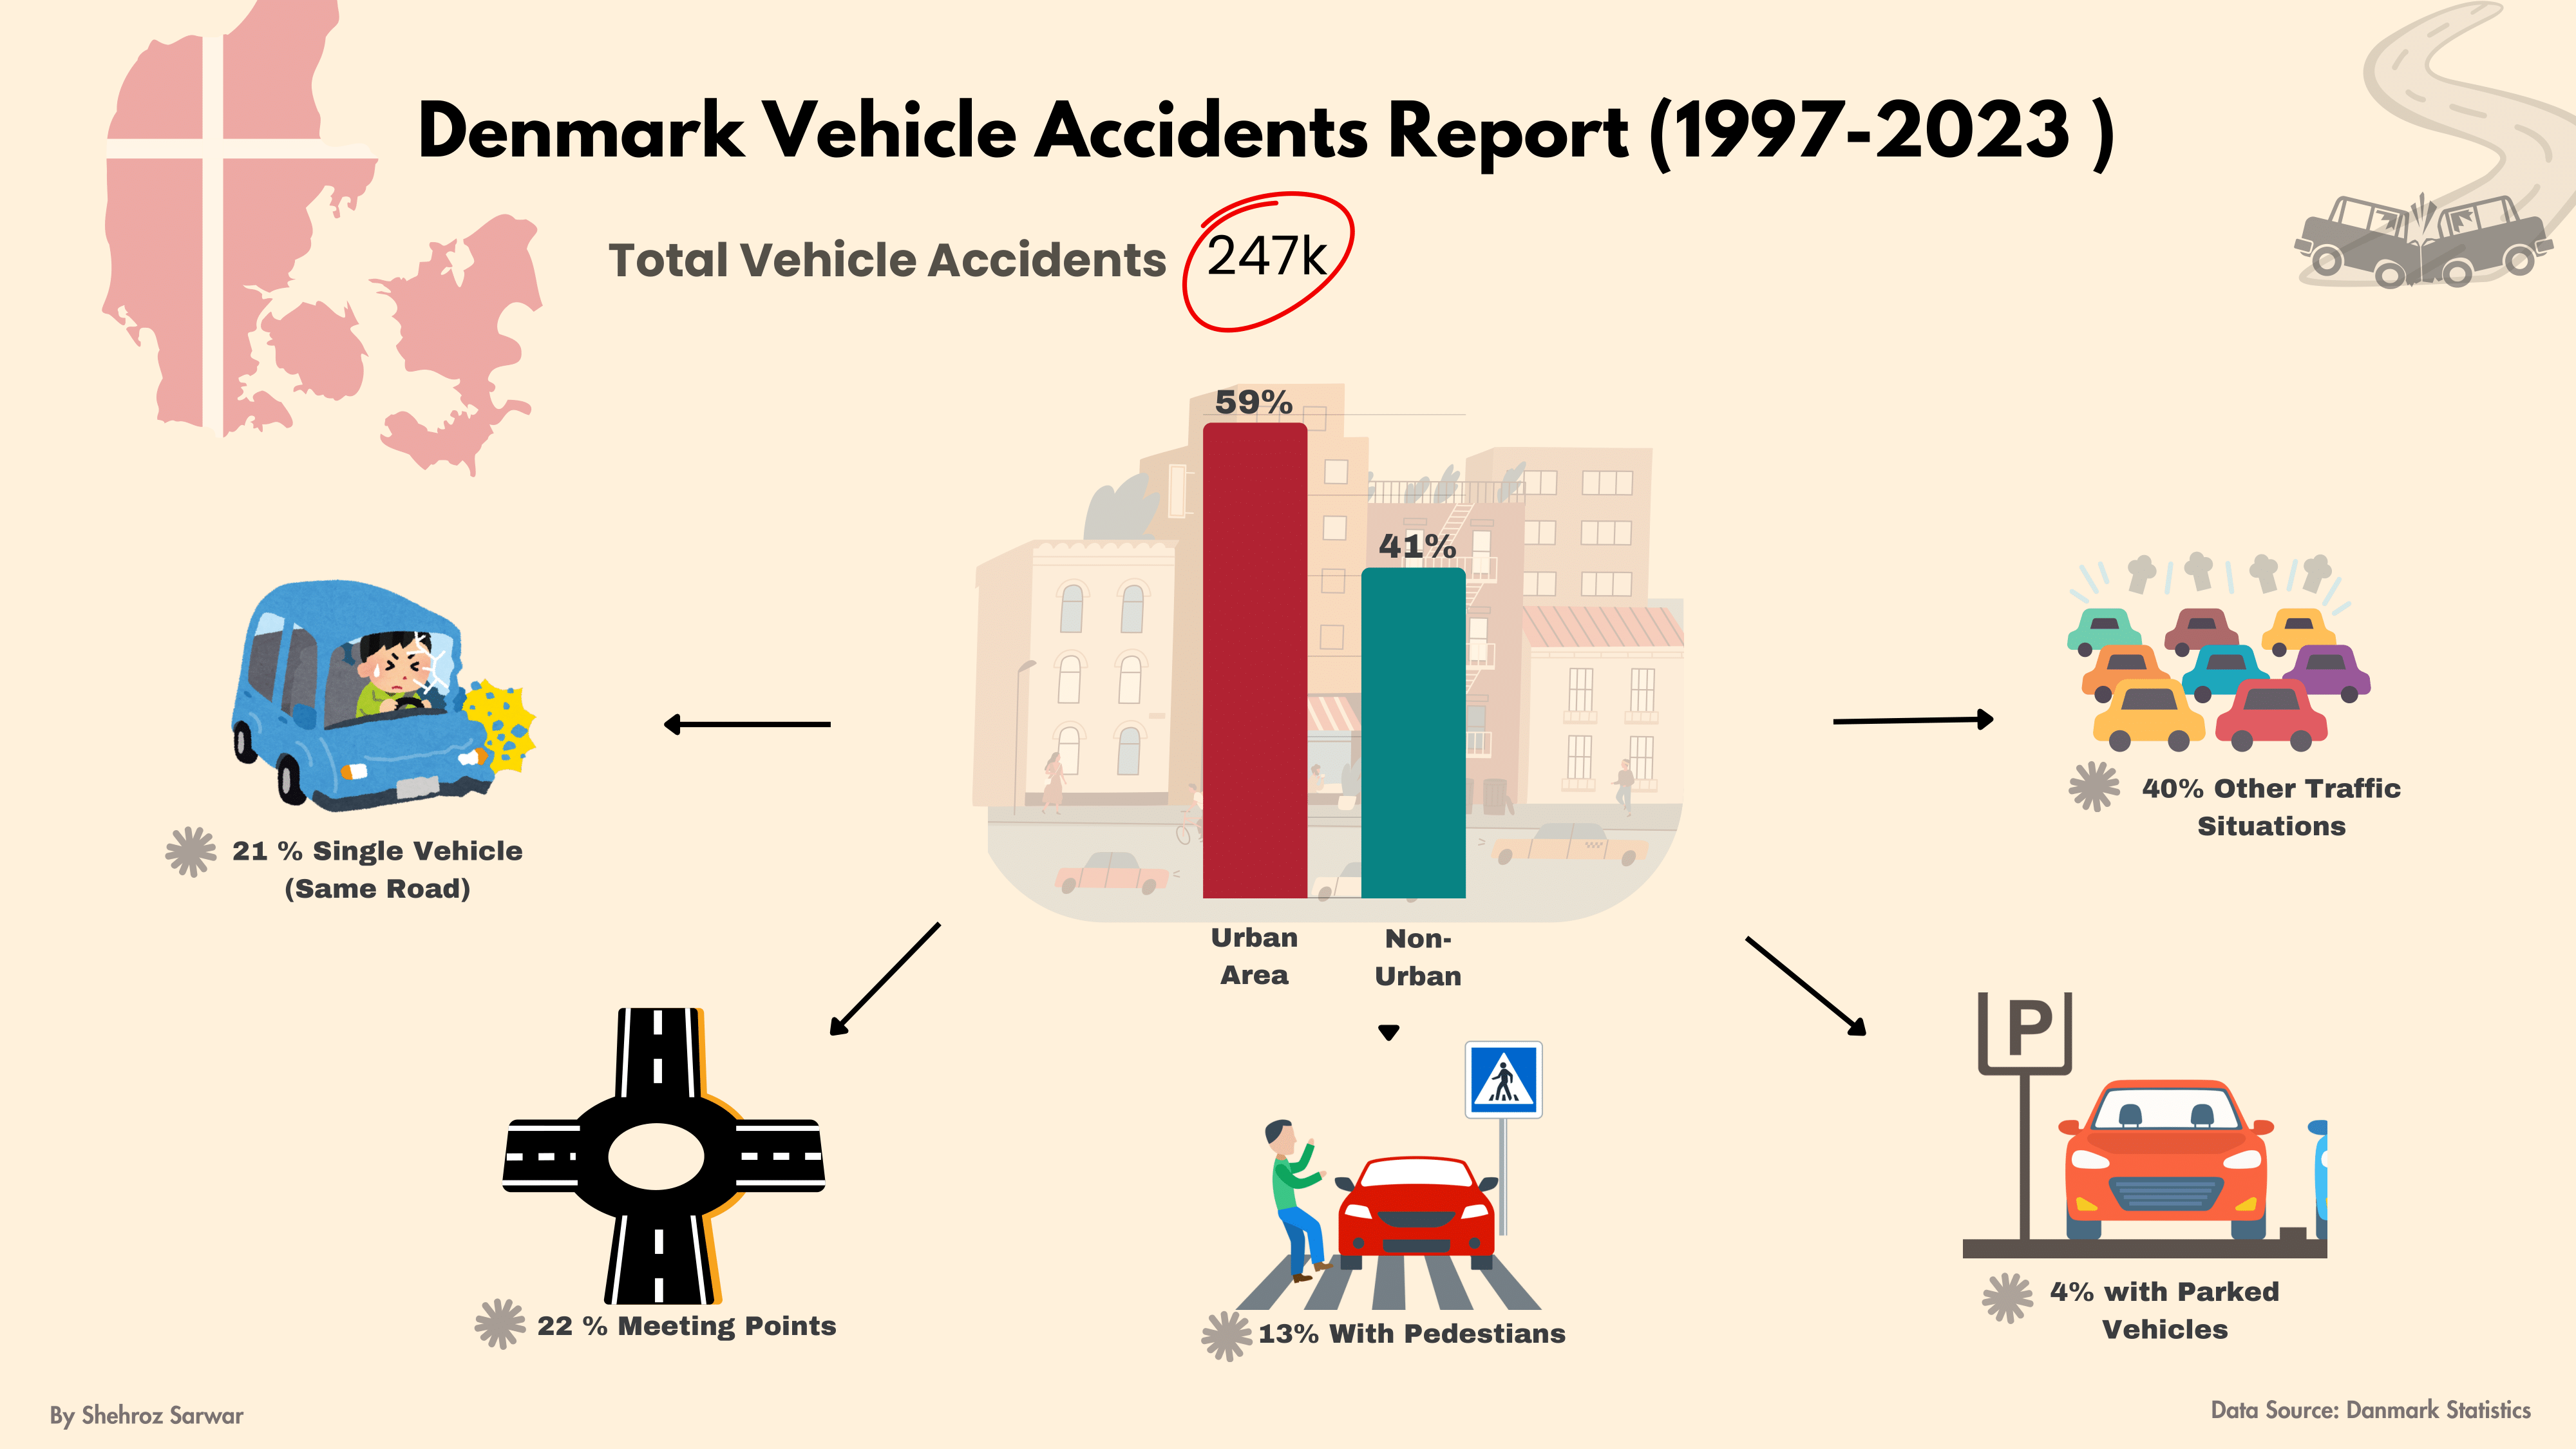 Denmark Vehicle Accidents Report (1997-2023 )
Total Vehicle Accidents 247k
59%
41%
Urban
Area
Non-
Urban
21 % Single Vehicle
(Same Road)
40% Other Traffic
Situations
22 % Meeting Points
13% With Pedestians
P
4% with Parked
Vehicles
By Shehroz Sarwar
Data Source: Danmark Statistics